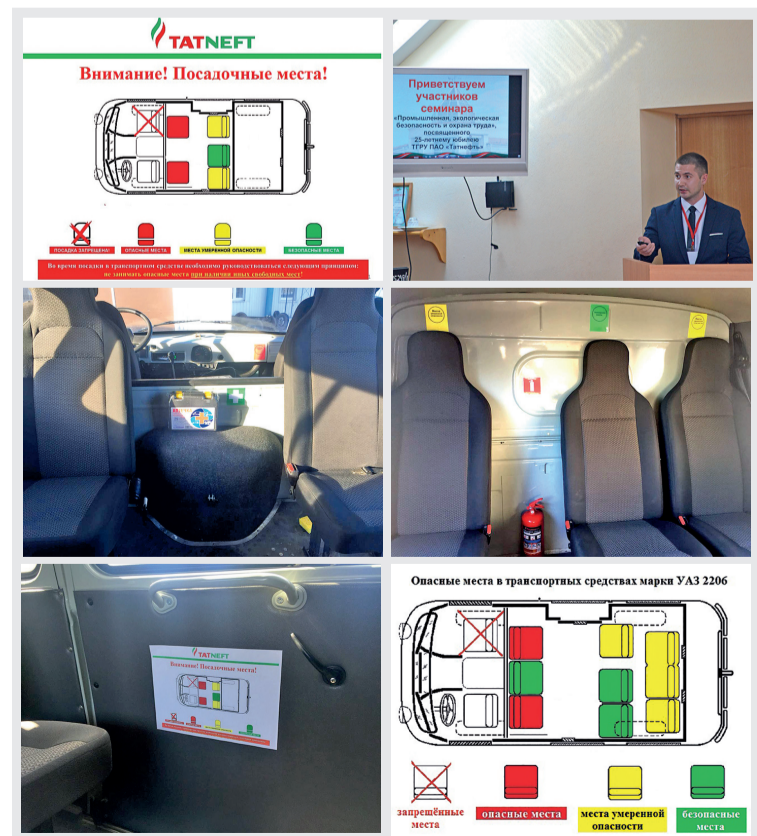 TATNEFT
Внимание! Посадочные места!
ПОСАДКА ЗАПРЕЩЕНА!
ОПАСНЫЕ МЕСТА
МЕСТА УМЕРЕННОЙ ОПАСНОСТИ
БЕЗОПАСНЫЕ МЕСТА
Во время посадки в транспортном средстве необходимо руководствоваться следующим принципом:
не занимать опасные места при наличии иных свободных мест!
Приветствуем
участников
семинара
«Промышленная, экологическая
безопасность и охрана труда»,
посвященного
25-летнему юбилею
ТГРУ ПАО «Татнефть»
TATNEFT
Внимание! Посадочные места!
Опасные места в транспортных средствах марки УАЗ 2206
запрещённые
места
опасные места
места умеренной
опасности
безопасные
места